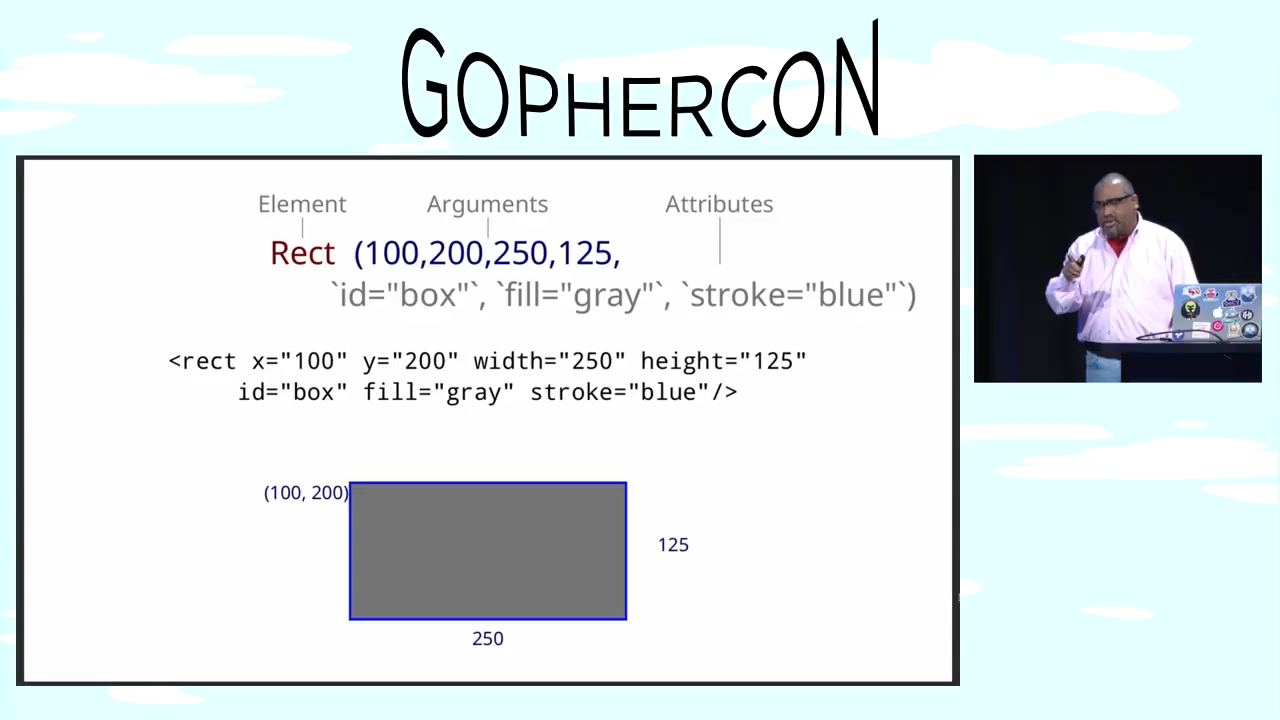 GOPHERCON
Element Arguments Attributes
Rect (100,200,250,125,
`id="box"`, `fill="gray"`, `stroke="blue"`)
<rect x="100" y="200" width="250" height="125"
id="box" fill="gray" stroke="blue"/>
(100, 200)
125
250